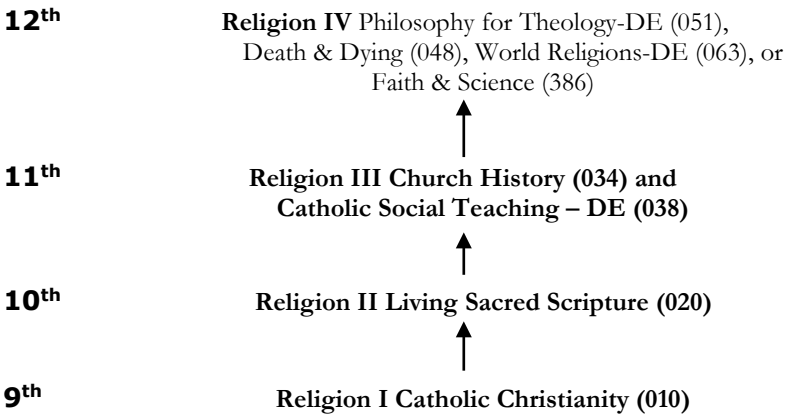 12th Religion IV Philosophy for Theology-DE (051),
Death & Dying (048), World Religions-DE (063), or
Faith & Science (386)
11th Religion III Church History (034) and
Catholic Social Teaching – DE (038)
10th Religion II Living Sacred Scripture (020)
9th Religion I Catholic Christianity (010)